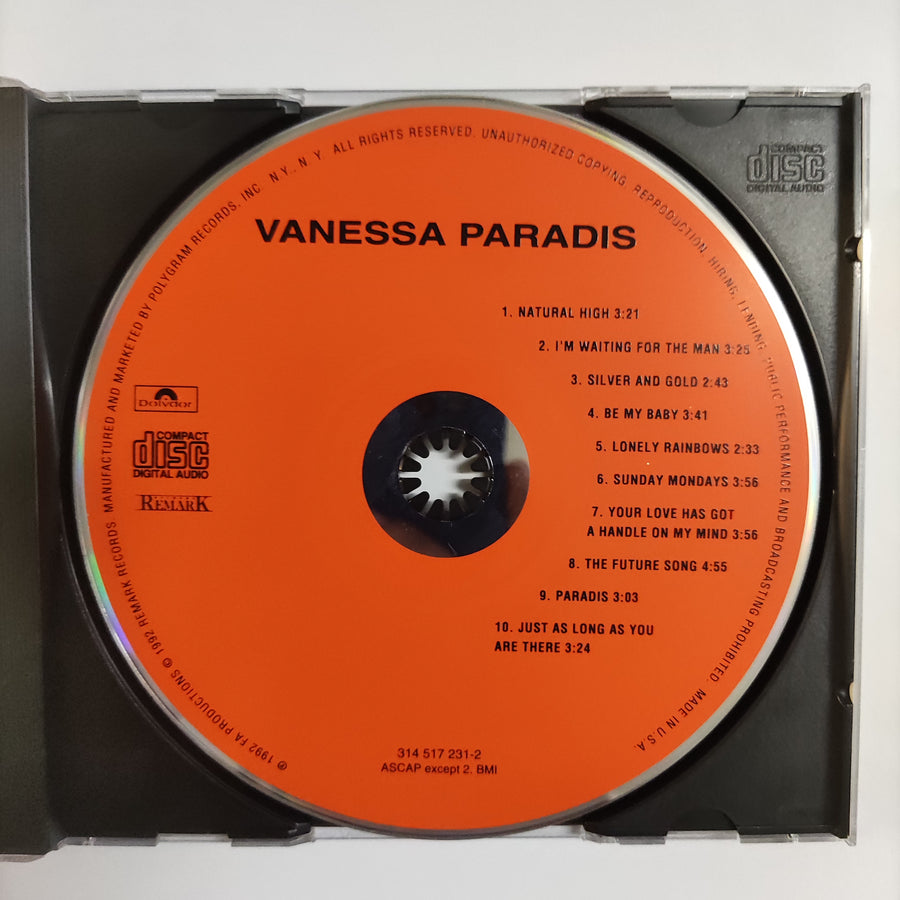 ℗ 1992 FA PRODUCTIONS © 1992 REMARK RECORDS. MANUFACTURED AND MARKETED BY POLYGRAM RECORDS, INC. N.Y., N. Y. ALL RIGHTS RESERVED. UNAUTHORIZED COPYING, REPRODUCTION, HIRING, LENDING, PUBLIC PERFORMANCE AND BROADCASTING PROHIBITED. MADE IN U.S.A.
COMPACT
disc
DIGITAL AUDIO
VANESSA PARADIS
1. NATURAL HIGH 3:21
2. I'M WAITING FOR THE MAN 3:25
3. SILVER AND GOLD 2:43
4. BE MY BABY 3:41
5. LONELY RAINBOWS 2:33
6. SUNDAY MONDAYS 3:56
7. YOUR LOVE HAS GOT
A HANDLE ON MY MIND 3:56
8. THE FUTURE SONG 4:55
9. PARADIS 3:03
10. JUST AS LONG AS YOU
ARE THERE 3:24
Polydor
COMPACT
disc
DIGITAL AUDIO
REMARK
314 517 231-2
ASCAP except 2. BMI